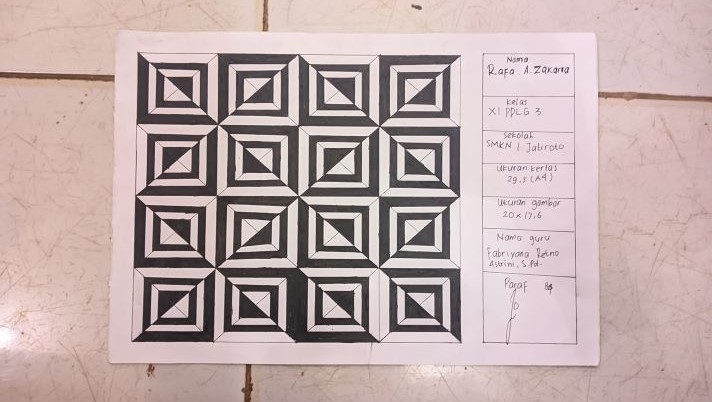 Nama
Rafa .A. Zakaria
Kelas
XI PPLG 3
Sekolah
SMKN 1 Jatiroto
Ukuran kertas
29,5 (A4)
Ukuran gambar
20 x 17,6
Nama guru
Fabriyana Retno
Astrini, S.Pd.
Paraf